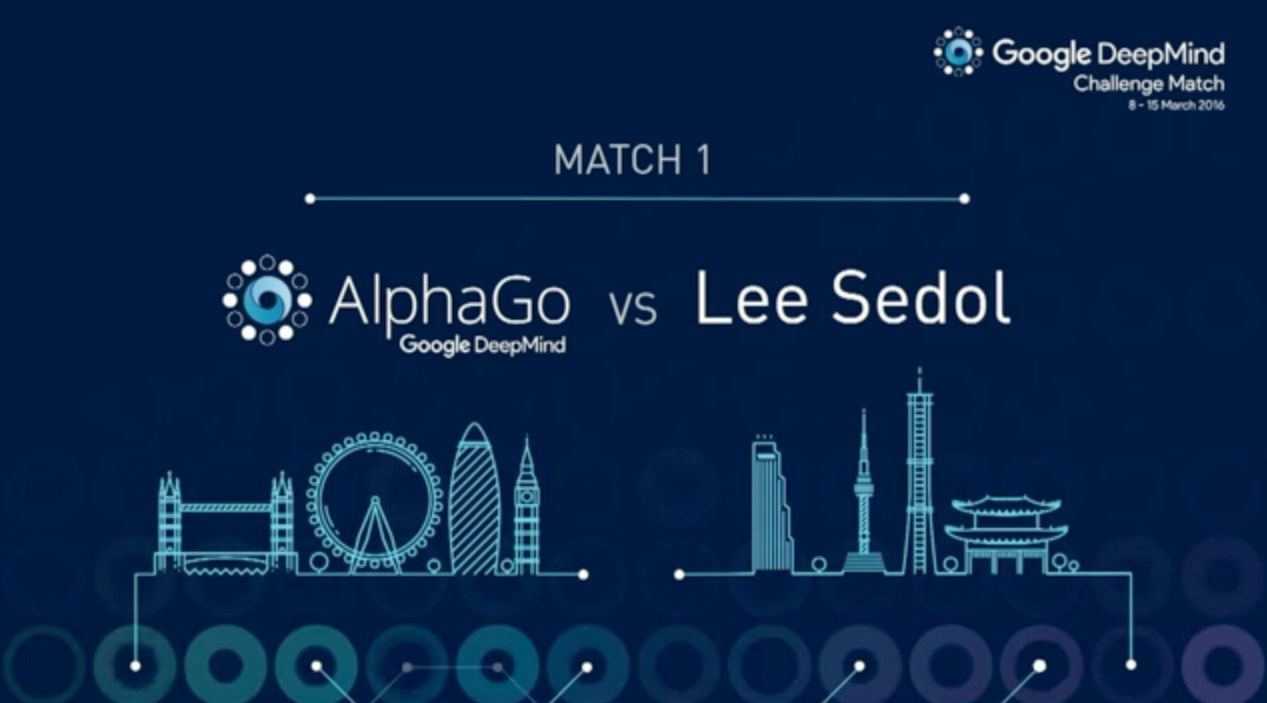 Google DeepMind
Challenge Match
8 - 15 March 2016
MATCH 1
AlphaGo vs Lee Sedol
Google DeepMind